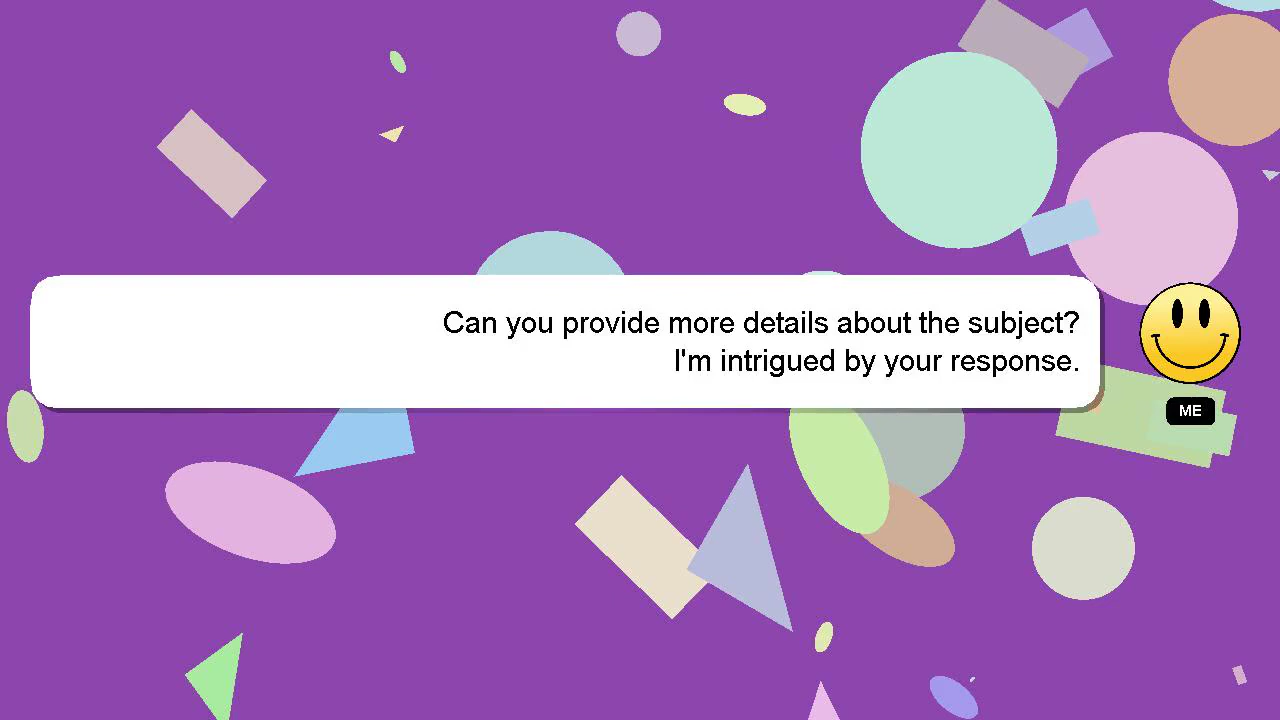 Can you provide more details about the subject?
I'm intrigued by your response.
ME